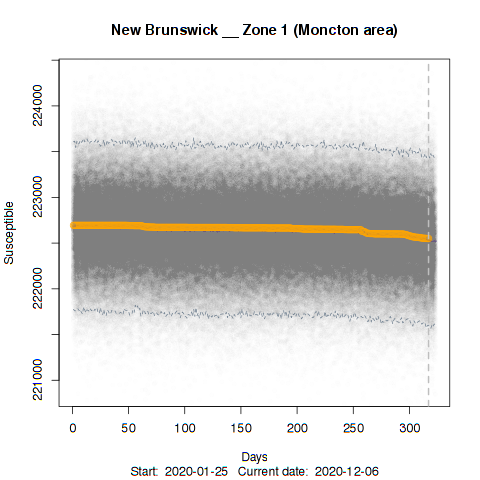 New Brunswick __ Zone 1 (Moncton area)
224000
223000
222000
221000
Susceptible
0 50 100 150 200 250 300
Days
Start: 2020-01-25 Current date: 2020-12-06